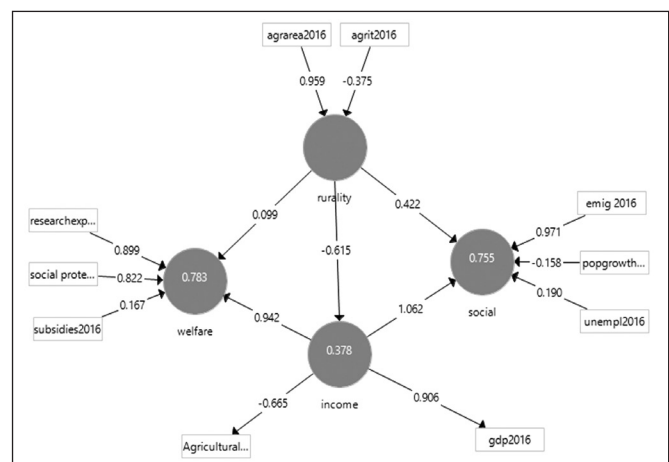 agrarea2016 agrit2016
0.959 -0.375
rurality
emig 2016
researchexp...
0.099 0.422
0.971
0.899
-0.615
social prote...
0.822
0.783
0.755
-0.158
popgrowth...
0.167
0.190
subsidies2016
welfare
0.942
1.062
social
unempl2016
0.378
-0.665
income
0.906
Agricultural...
gdp2016